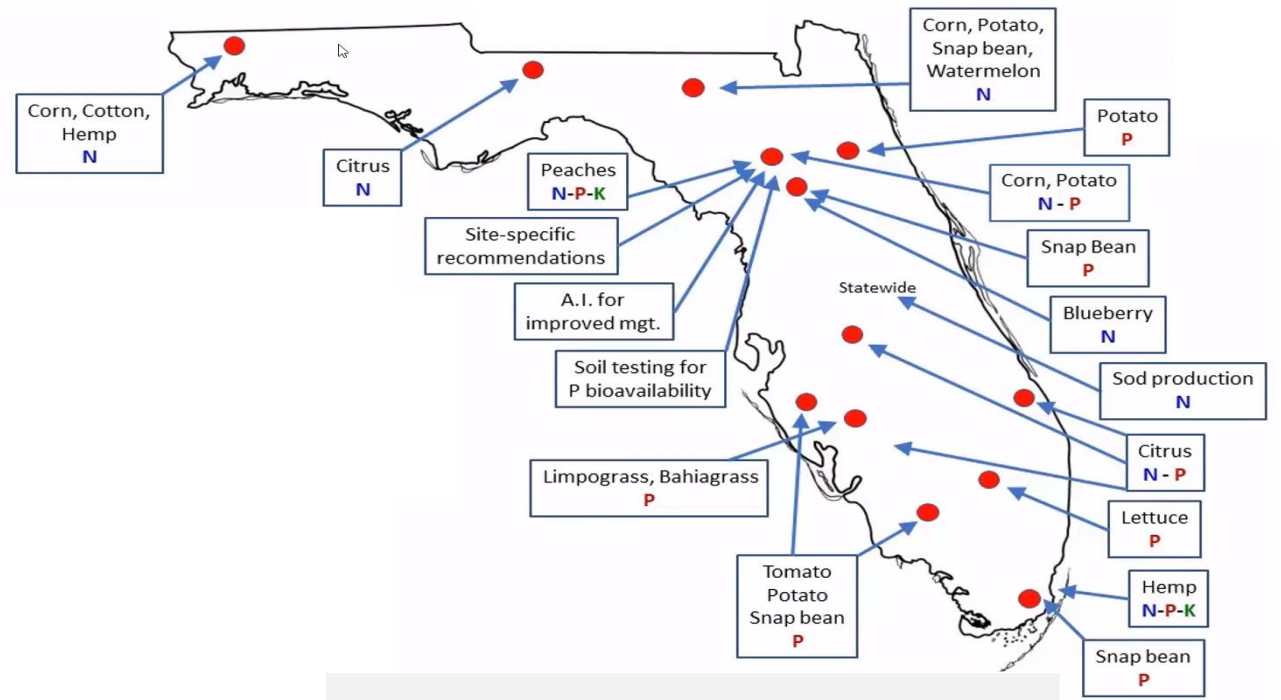 Corn, Cotton,
Hemp
N
Citrus
N
Peaches
N-P-K
Site-specific
recommendations
A.I. for
improved mgt.
Soil testing for
P bioavailability
Limpograss, Bahiagrass
P
Tomato
Potato
Snap bean
P
Corn, Potato,
Snap bean,
Watermelon
N
Potato
P
Corn, Potato
N - P
Snap Bean
P
Blueberry
N
Statewide
Sod production
N
Citrus
N - P
Lettuce
P
Hemp
N-P-K
Snap bean
P